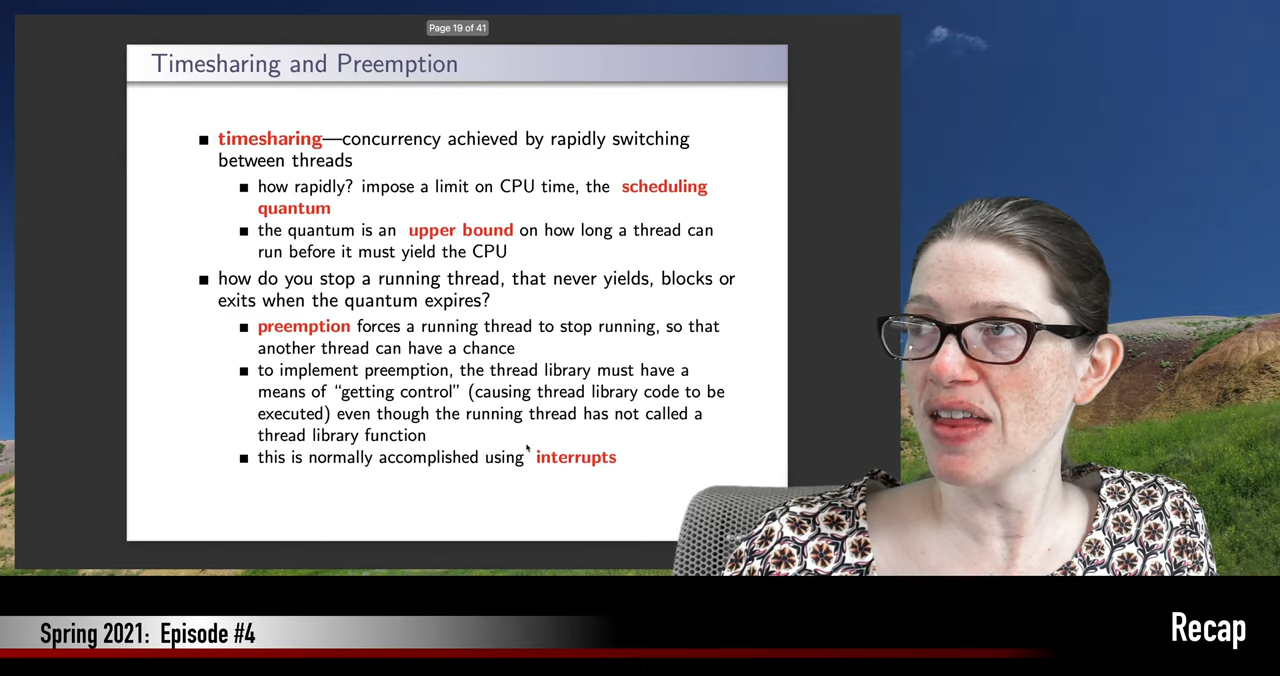 Page 19 of 41
Timesharing and Preemption
■ timesharing—concurrency achieved by rapidly switching
between threads
■ how rapidly? impose a limit on CPU time, the scheduling
quantum
■ the quantum is an upper bound on how long a thread can
run before it must yield the CPU
■ how do you stop a running thread, that never yields, blocks or
exits when the quantum expires?
■ preemption forces a running thread to stop running, so that
another thread can have a chance
■ to implement preemption, the thread library must have a
means of “getting control” (causing thread library code to be
executed) even though the running thread has not called a
thread library function
■ this is normally accomplished using interrupts
Spring 2021: Episode #4
Recap